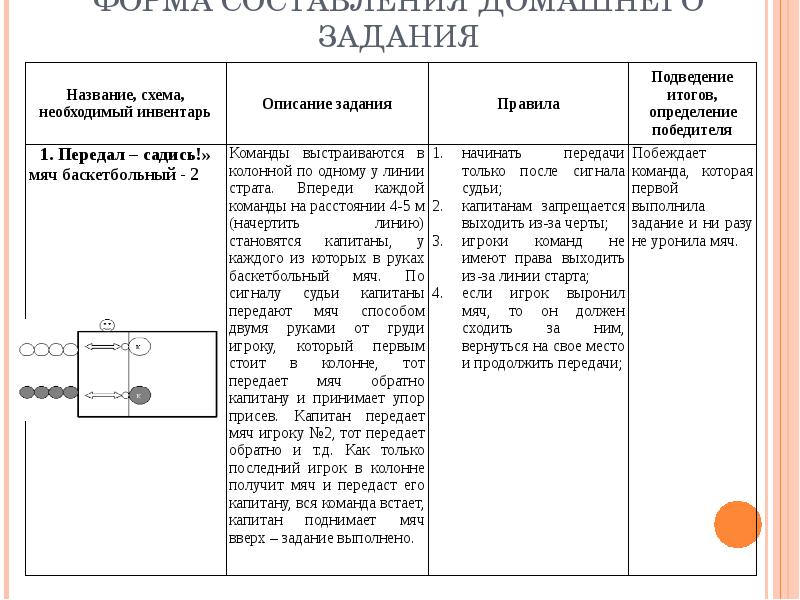 ФОРМА СОСТАВЛЕНИЯ ДОМАШНЕГО
ЗАДАНИЯ
Название, схема,
необходимый инвентарь
Описание задания
Правила
Подведение
итогов,
определение
победителя
1. Передал – садись!»
мяч баскетбольный - 2
к
к
Команды выстраиваются в
колонной по одному у линии
страта. Впереди каждой
команды на расстоянии 4-5 м
(начертить линию)
становятся капитаны, у
каждого из которых в руках
баскетбольный мяч. По
сигналу судьи капитаны
передают мяч способом
двумя руками от груди
игроку, который первым
стоит в колонне, тот
передает мяч обратно
капитану и принимает упор
присев. Капитан передает
мяч игроку №2, тот передает
обратно и т.д. Как только
последний игрок в колонне
получит мяч и передаст его
капитану, вся команда встает,
капитан поднимает мяч
вверх – задание выполнено.
1. начинать передачи
только после сигнала
судьи;
2. капитанам запрещается
выходить из-за черты;
3. игроки команд не
имеют права выходить
из-за линии старта;
4. если игрок выронил
мяч, то он должен
сходить за ним,
вернуться на свое место
и продолжить передачи;
Побеждает
команда, которая
первой
выполнила
задание и ни разу
не уронила мяч.